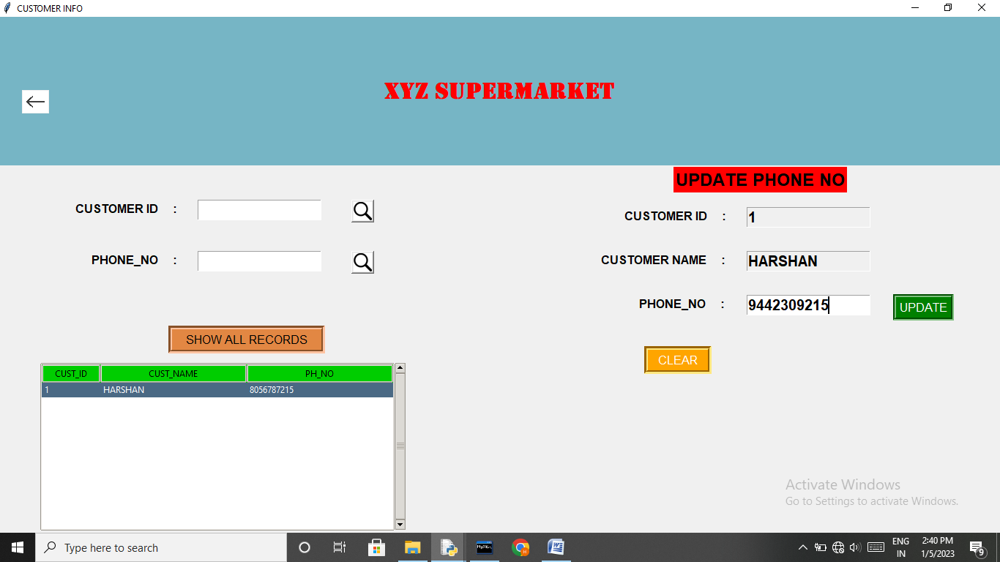 CUSTOMER INFO
XYZ SUPERMARKET
UPDATE PHONE NO
CUSTOMER ID :
PHONE_NO :
CUSTOMER ID : 1
CUSTOMER NAME : HARSHAN
PHONE_NO : 9442309215 UPDATE
CLEAR
SHOW ALL RECORDS
CUST_ID CUST_NAME PH_NO
1 HARSHAN 8056787215
Activate Windows
Go to Settings to activate Windows.
Type here to search
MySQL
W
ENG
IN
2:40 PM
1/5/2023
9